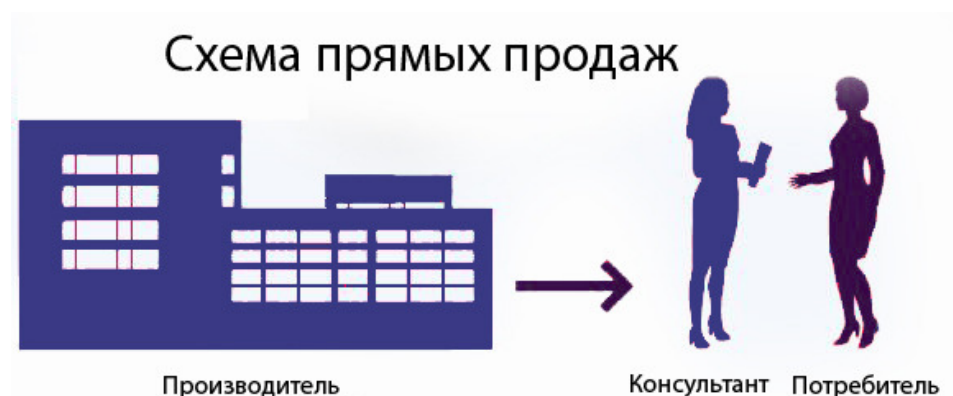 Схема прямых продаж
Производитель
Консультант
Потребитель